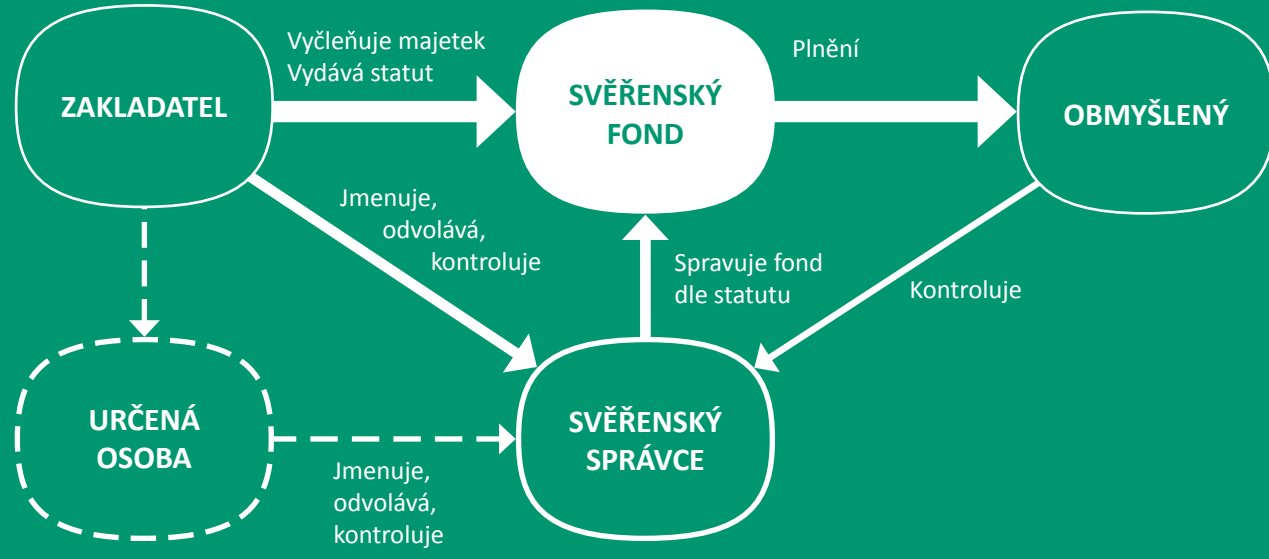 ZAKLADATEL
Vyčleňuje majetek
Vydává statut
SVĚŘENSKÝ
FOND
Plnění
OBMYŠLENÝ
Jmenuje,
odvolává,
kontroluje
Spravuje fond
dle statutu
Kontroluje
URČENÁ
OSOBA
Jmenuje,
odvolává,
kontroluje
SVĚŘENSKÝ
SPRÁVCE